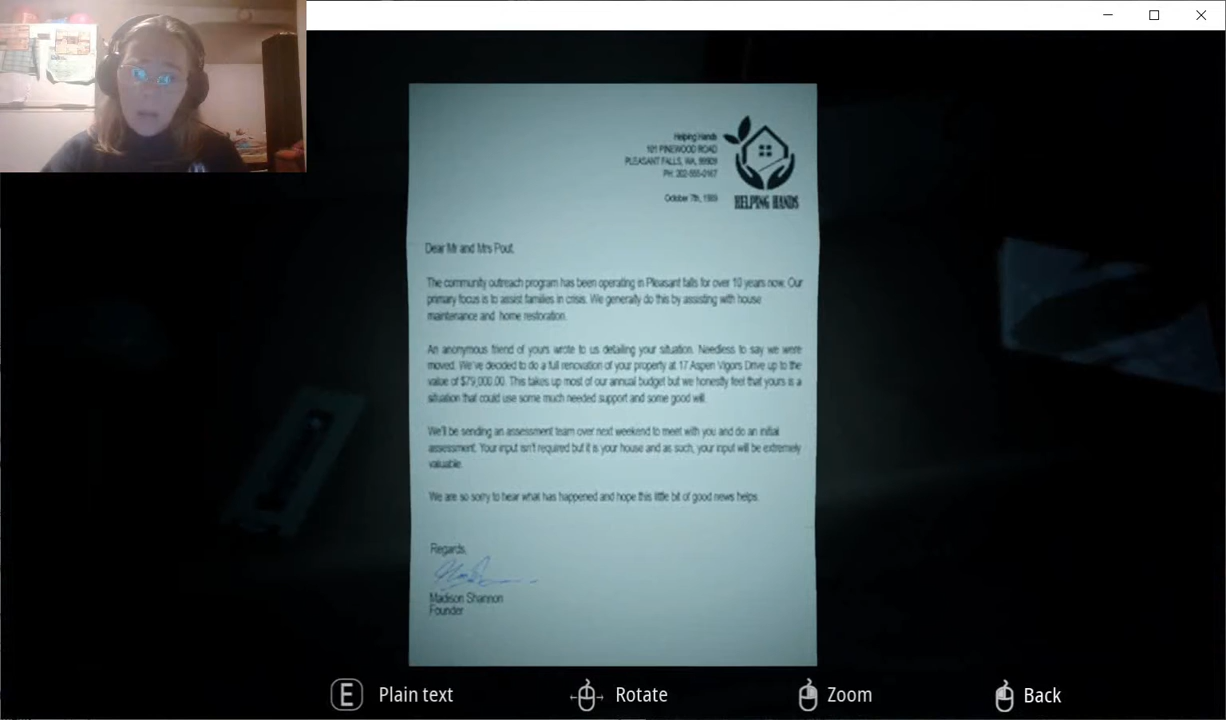 Helping Hands
101 PINEWOOD ROAD
PLEASANT FALLS, WA, 99909
PH: 202-555-0167
October 7th, 1989
HELPING HANDS
Dear Mr and Mrs Pout,
The community outreach program has been operating in Pleasant falls for over 10 years now. Our
primary focus is to assist families in crisis. We generally do this by assisting with house
maintenance and home restoration.
An anonymous friend of yours wrote to us detailing your situation. Needless to say we were
moved. We've decided to do a full renovation of your property at 17 Aspen Vigors Drive up to the
value of $79,000.00. This takes up most of our annual budget but we honestly feel that yours is a
situation that could use some much needed support and some good will.
We'll be sending an assessment team over next weekend to meet with you and do an initial
assessment. Your input isn't required but it is your house and as such, your input will be extremely
valuable.
We are so sorry to hear what has happened and hope this little bit of good news helps.
Regards,
Madison Shannon
Founder
E Plain text
Rotate
Zoom
Back